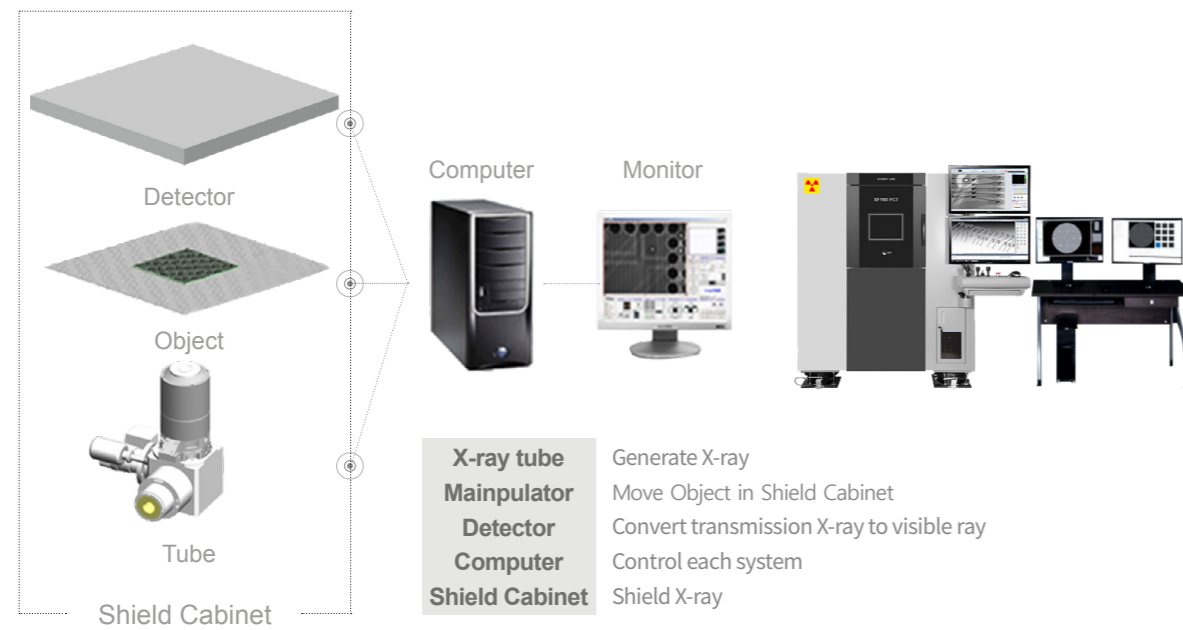 Detector
Object
Tube
Shield Cabinet
Computer
Monitor
X-ray tube Generate X-ray
Mainpulator Move Object in Shield Cabinet
Detector Convert transmission X-ray to visible ray
Computer Control each system
Shield Cabinet Shield X-ray